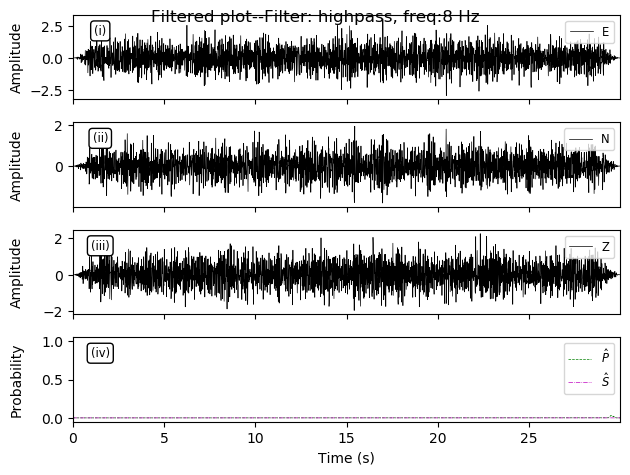 Filtered plot--Filter: highpass, freq:8 Hz
Amplitude
2.5
0.0
−2.5
(i)
E
Amplitude
2
0
(ii)
N
Amplitude
2
0
−2
(iii)
Z
Probability
1.0
0.5
0.0
(iv)
P̂
Ŝ
0 5 10 15 20 25
Time (s)